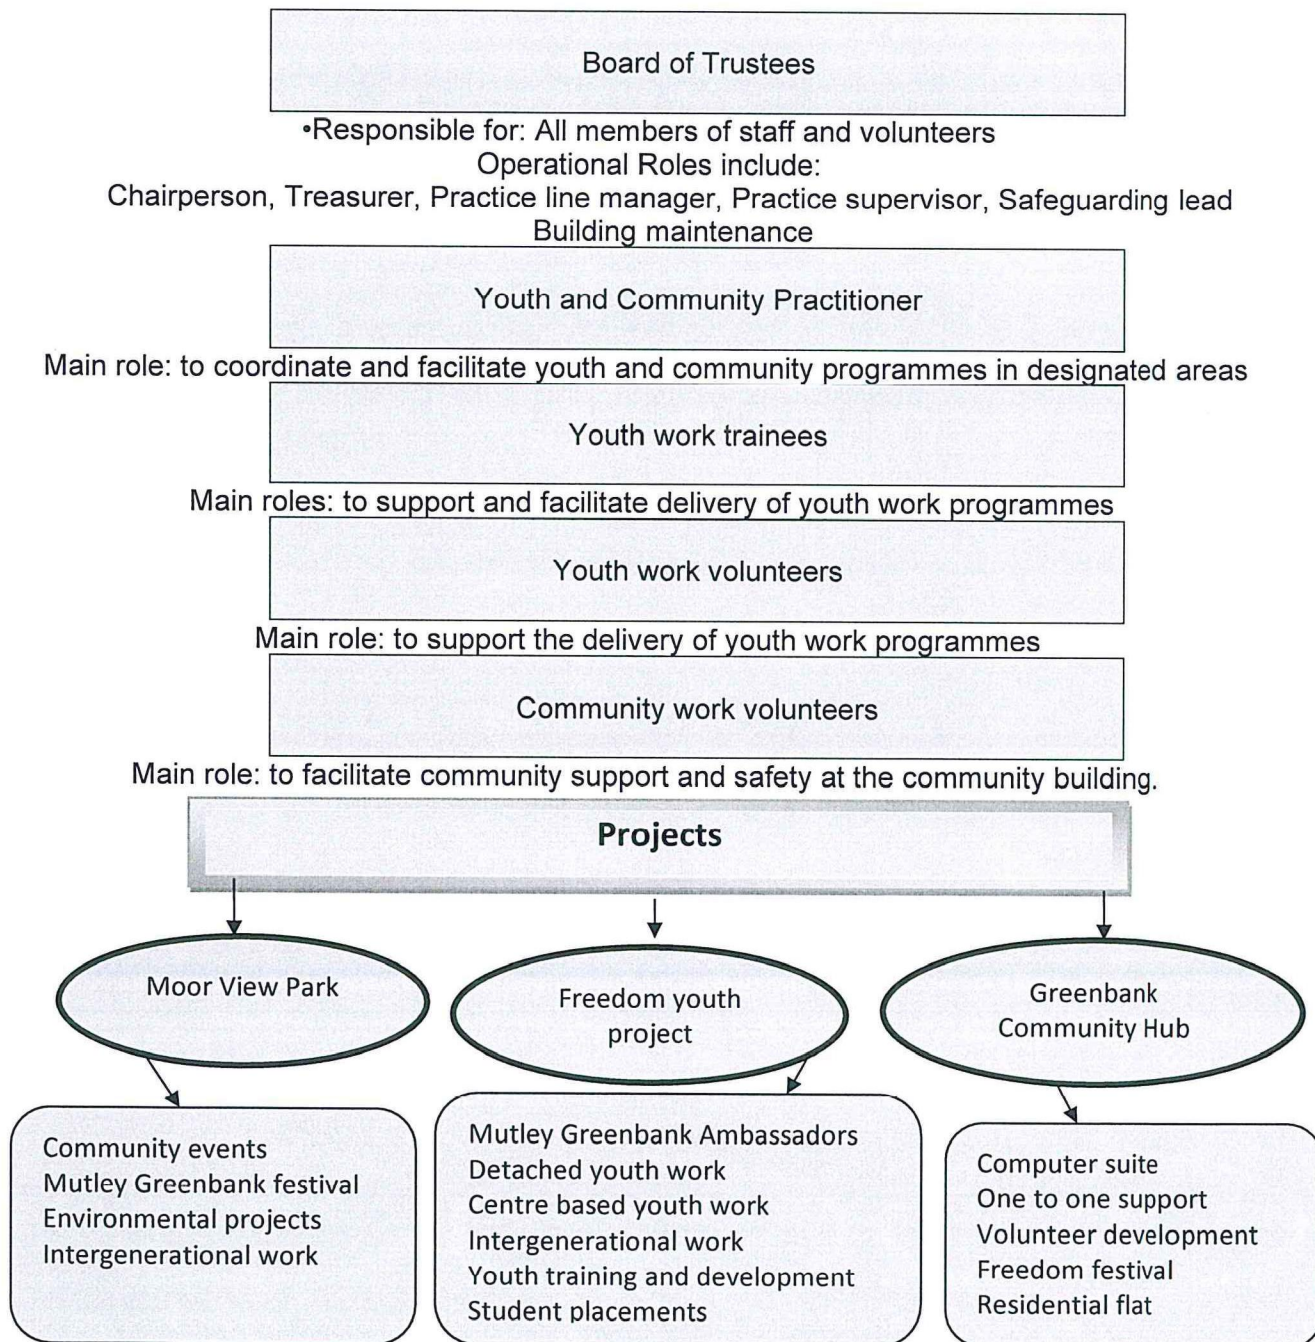 Board of Trustees
•Responsible for: All members of staff and volunteers
Operational Roles include:
Chairperson, Treasurer, Practice line manager, Practice supervisor, Safeguarding lead
Building maintenance
Youth and Community Practitioner
Main role: to coordinate and facilitate youth and community programmes in designated areas
Youth work trainees
Main roles: to support and facilitate delivery of youth work programmes
Youth work volunteers
Main role: to support the delivery of youth work programmes
Community work volunteers
Main role: to facilitate community support and safety at the community building.
Projects
Moor View Park
Freedom youth
project
Greenbank
Community Hub
Community events
Mutley Greenbank festival
Environmental projects
Intergenerational work
Mutley Greenbank Ambassadors
Detached youth work
Centre based youth work
Intergenerational work
Youth training and development
Student placements
Computer suite
One to one support
Volunteer development
Freedom festival
Residential flat